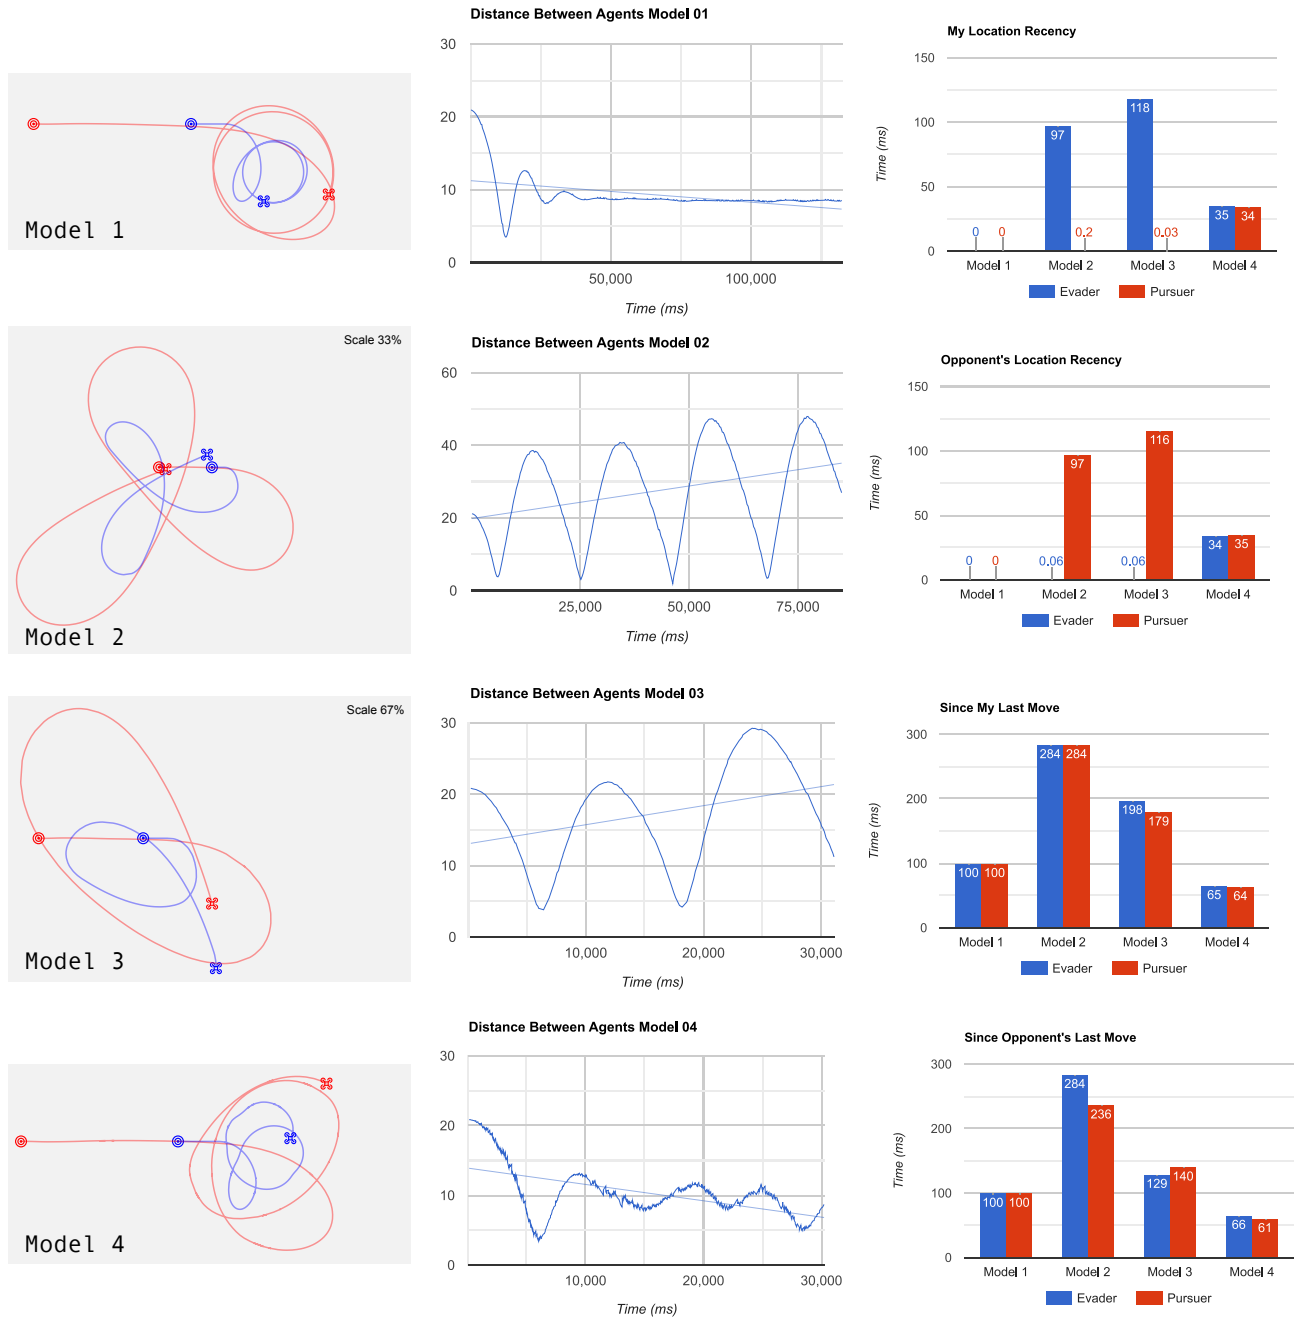 Model 1
Distance Between Agents Model 01
30
20
10
0
50,000
100,000
Time (ms)
My Location Recency
150
100
50
0
Time (ms)
0
0
97
0.2
118
0.03
35
34
Model 1
Model 2
Model 3
Model 4
Evader
Pursuer
Scale 33%
Model 2
Distance Between Agents Model 02
60
40
20
0
25,000
50,000
75,000
Time (ms)
Opponent's Location Recency
150
100
50
0
Time (ms)
0
0
0.06
97
0.06
116
34
35
Model 1
Model 2
Model 3
Model 4
Evader
Pursuer
Scale 67%
Model 3
Distance Between Agents Model 03
30
20
10
0
10,000
20,000
30,000
Time (ms)
Since My Last Move
300
200
100
0
Time (ms)
100
100
284
284
198
179
65
64
Model 1
Model 2
Model 3
Model 4
Evader
Pursuer
Model 4
Distance Between Agents Model 04
30
20
10
0
10,000
20,000
30,000
Time (ms)
Since Opponent's Last Move
300
200
100
0
Time (ms)
100
100
284
236
129
140
66
61
Model 1
Model 2
Model 3
Model 4
Evader
Pursuer